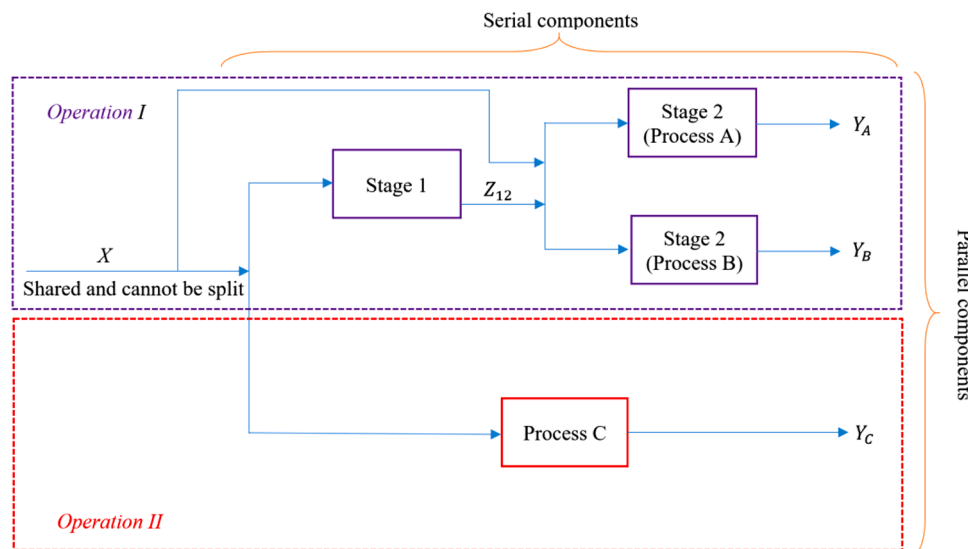 Serial components
Operation I
Stage 2
(Process A)
Y_A
Stage 1
Z_12
X
Shared and cannot be split
Stage 2
(Process B)
Y_B
Parallel components
Process C
Y_C
Operation II